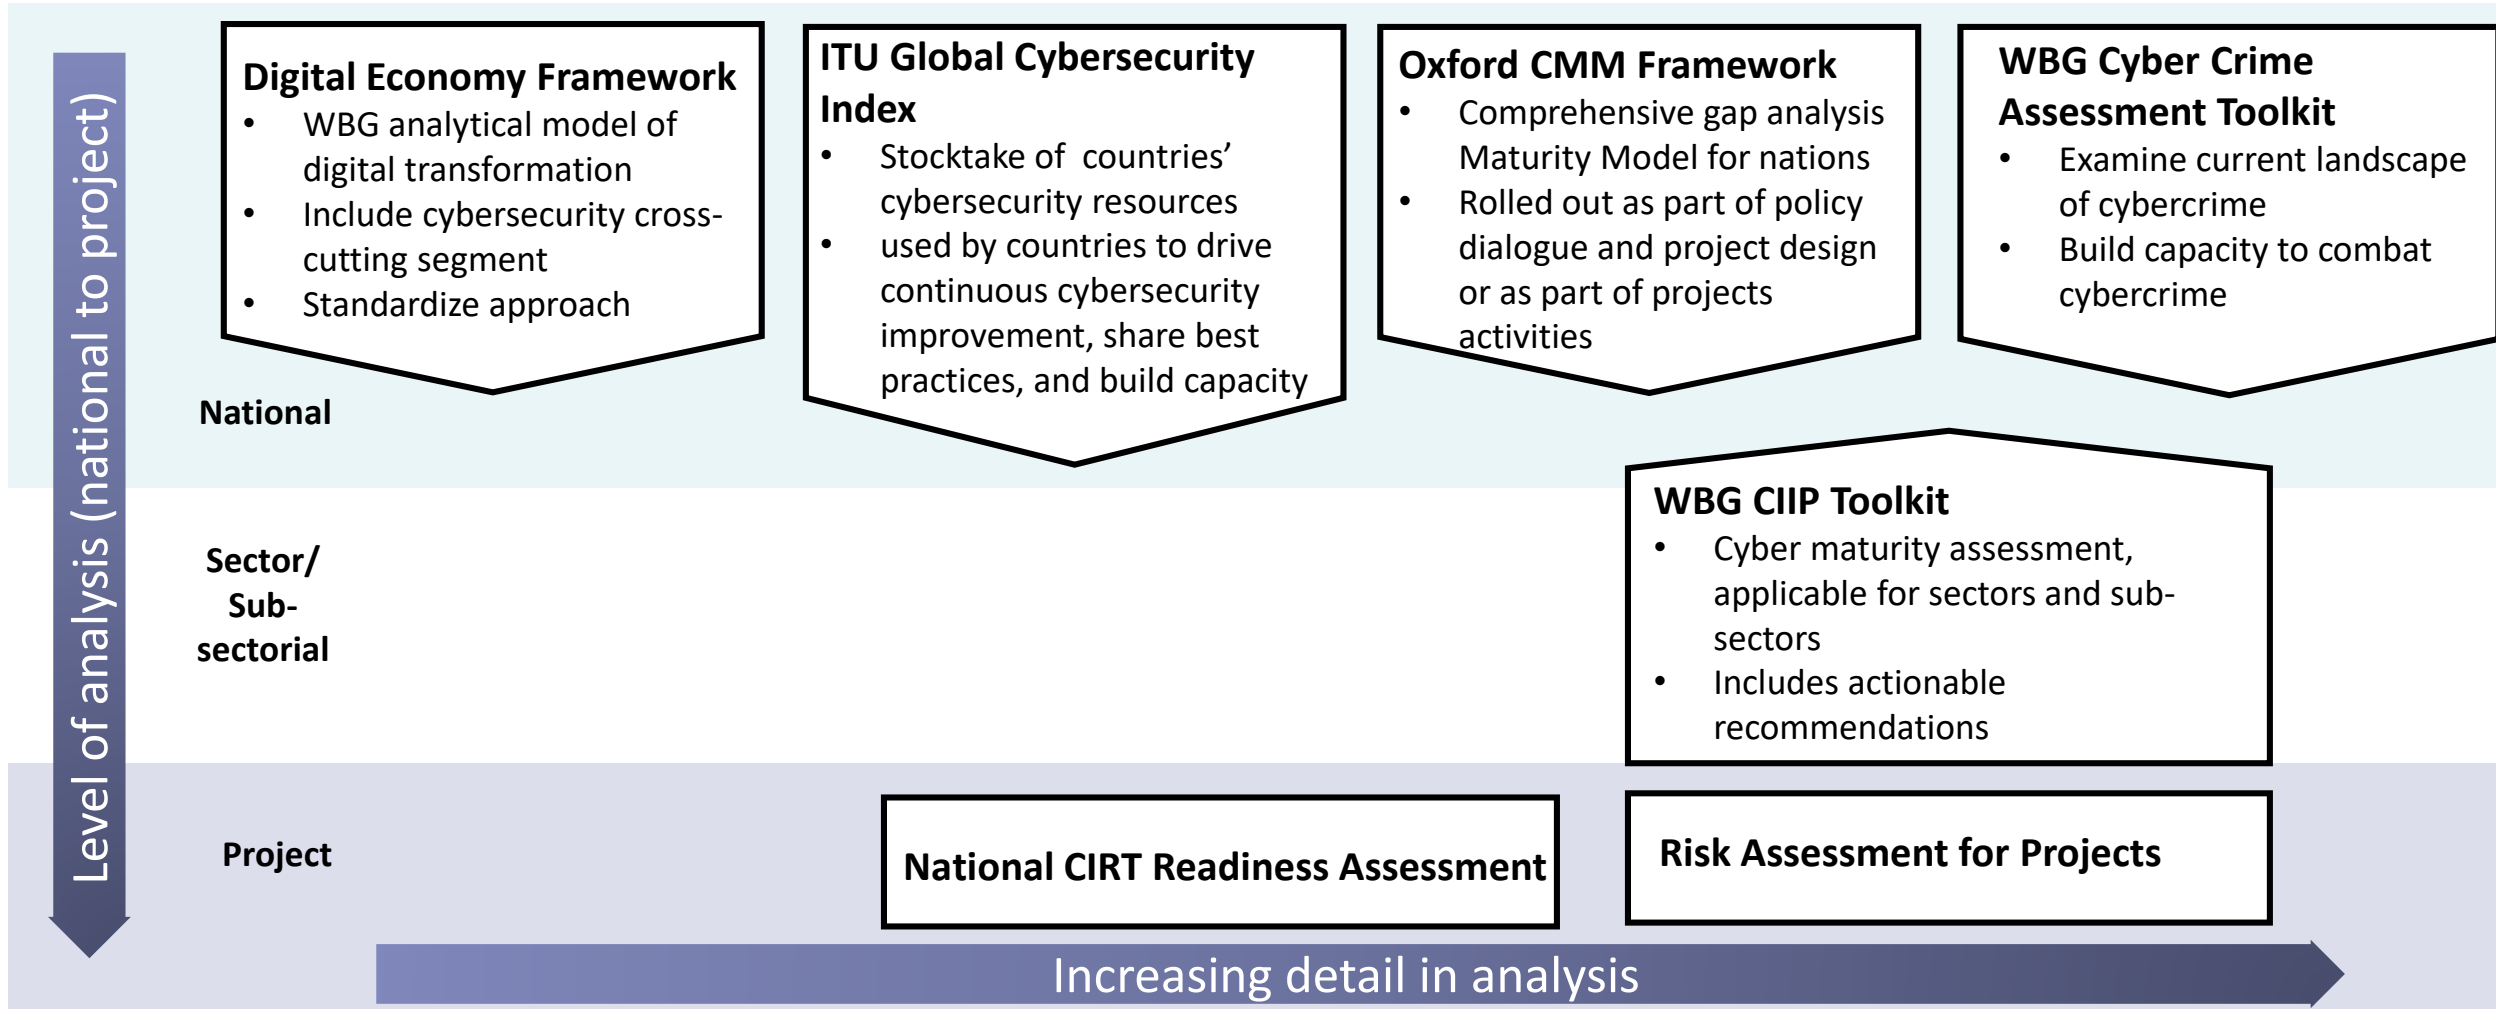 Level of analysis (national to project)
Digital Economy Framework
• WBG analytical model of
digital transformation
• Include cybersecurity cross-
cutting segment
• Standardize approach
ITU Global Cybersecurity
Index
• Stocktake of  countries’
cybersecurity resources
• used by countries to drive
continuous cybersecurity
improvement, share best
practices, and build capacity
Oxford CMM Framework
• Comprehensive gap analysis
Maturity Model for nations
• Rolled out as part of policy
dialogue and project design
or as part of projects
activities
WBG Cyber Crime
Assessment Toolkit
• Examine current landscape
of cybercrime
• Build capacity to combat
cybercrime
National
Sector/
Sub-
sectorial
WBG CIIP Toolkit
• Cyber maturity assessment,
applicable for sectors and sub-
sectors
• Includes actionable
recommendations
Project
National CIRT Readiness Assessment
Risk Assessment for Projects
Increasing detail in analysis